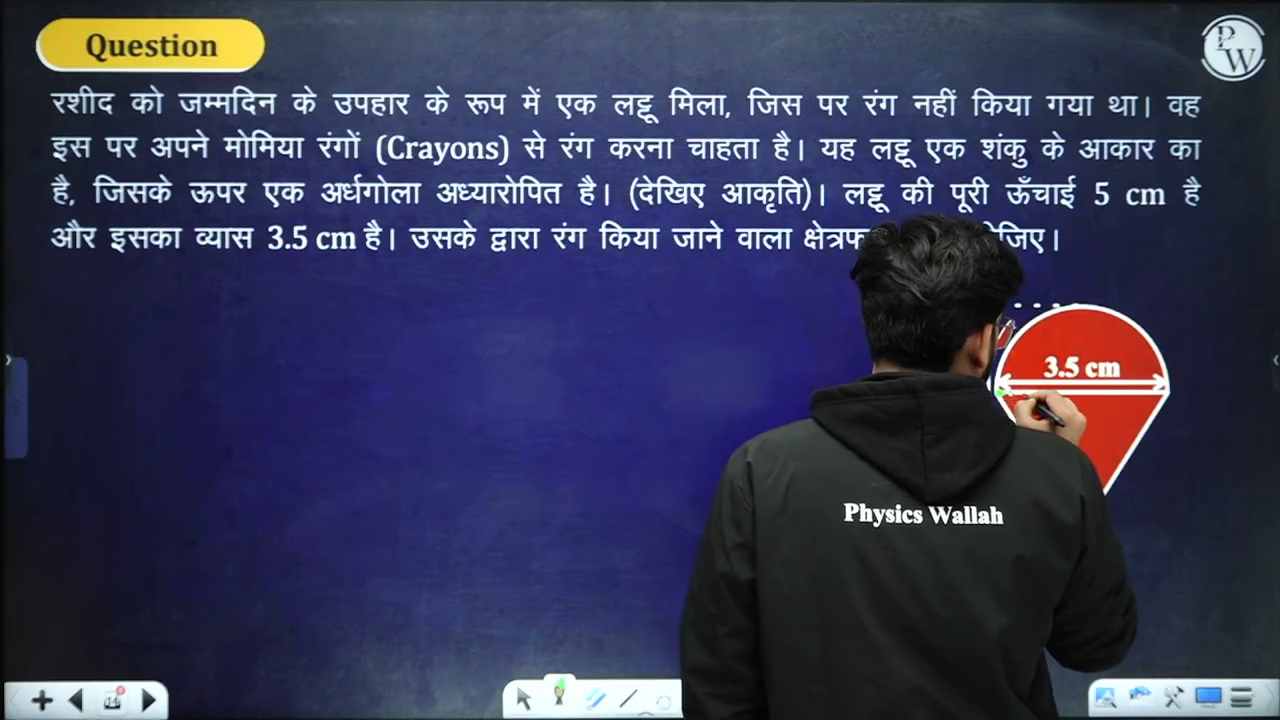 Question
PW
रशीद को जम्मदिन के उपहार के रूप में एक लट्टू मिला, जिस पर रंग नहीं किया गया था। वह
इस पर अपने मोमिया रंगों (Crayons) से रंग करना चाहता है। यह लट्टू एक शंकु के आकार का
है, जिसके ऊपर एक अर्धगोला अध्यारोपित है। (देखिए आकृति)। लट्टू की पूरी ऊँचाई 5 cm है
और इसका व्यास 3.5 cm है। उसके द्वारा रंग किया जाने वाला
3.5 cm
Physics Wallah